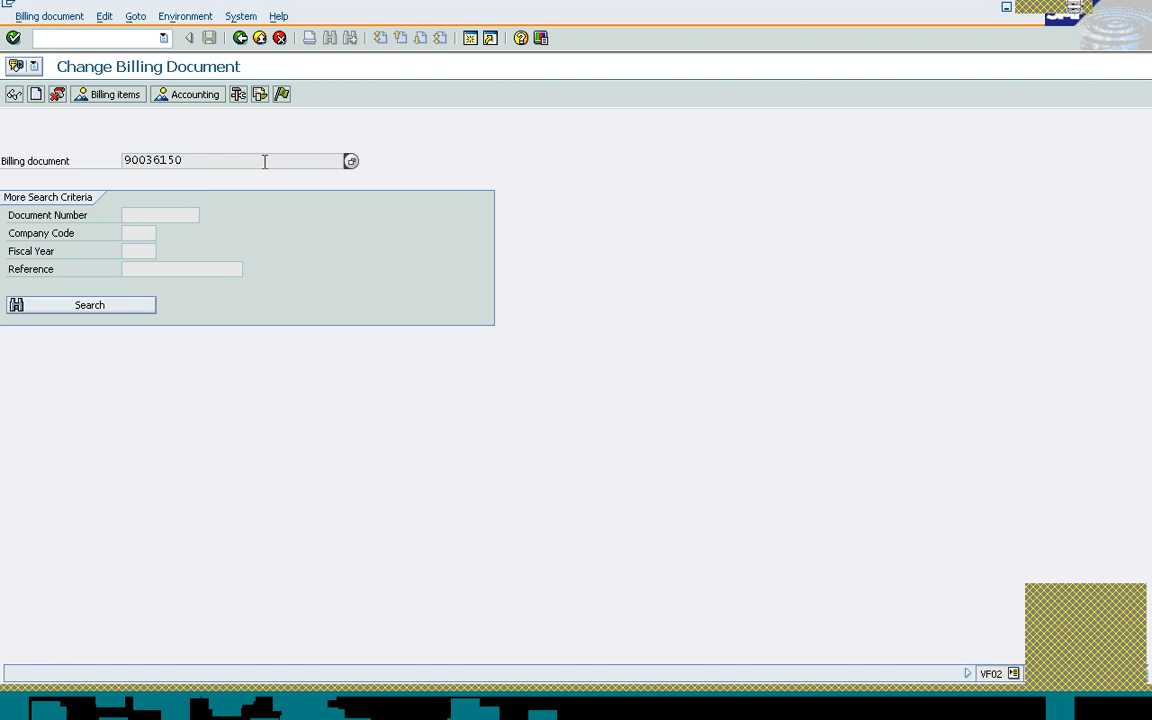 Billing document Edit Goto Environment System Help
Change Billing Document
Billing items Accounting
Billing document 90036150
More Search Criteria
Document Number
Company Code
Fiscal Year
Reference
Search
VF02